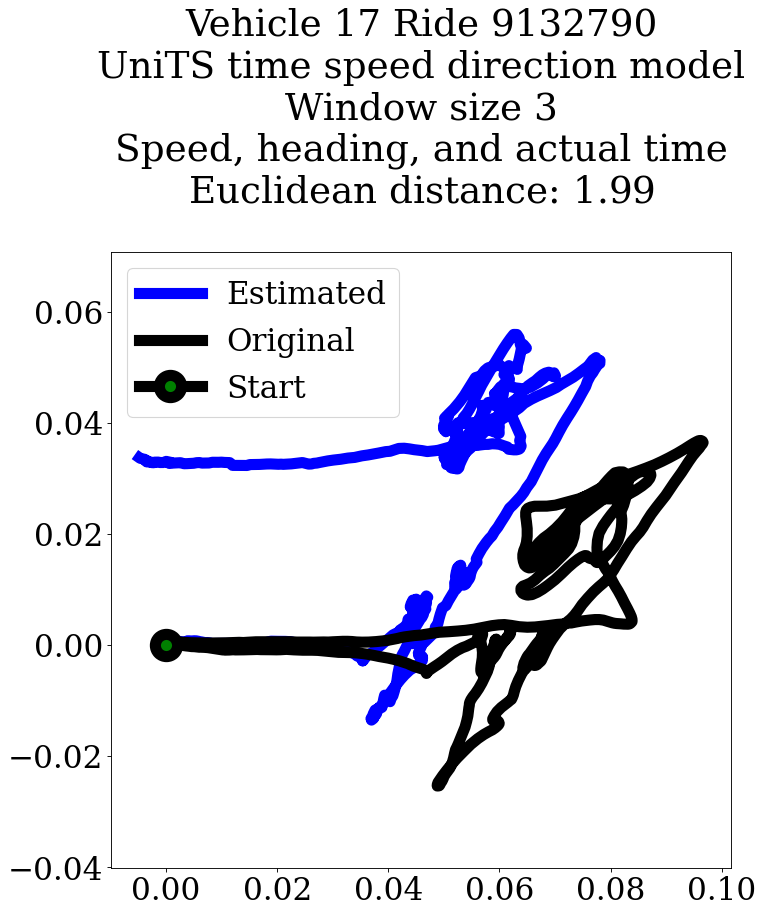 Vehicle 17 Ride 9132790
UniTS time speed direction model
Window size 3
Speed, heading, and actual time
Euclidean distance: 1.99
Estimated
Original
Start
0.06
0.04
0.02
0.00
−0.02
−0.04
0.00 0.02 0.04 0.06 0.08 0.10